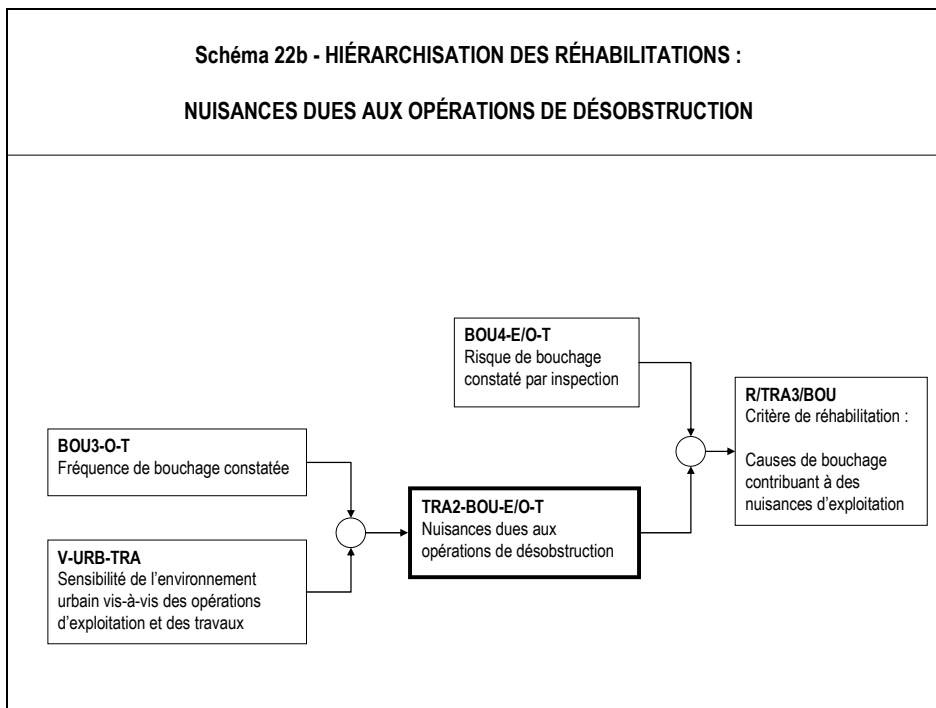 Schéma 22b - HIÉRARCHISATION DES RÉHABILITATIONS :
NUISANCES DUES AUX OPÉRATIONS DE DÉSOBSTRUCTION
BOU4-E/O-T
Risque de bouchage
constaté par inspection
R/TRA3/BOU
Critère de réhabilitation :
Causes de bouchage
contribuant à des
nuisances d'exploitation
BOU3-O-T
Fréquence de bouchage constatée
TRA2-BOU-E/O-T
Nuisances dues aux
opérations de désobstruction
V-URB-TRA
Sensibilité de l'environnement
urbain vis-à-vis des opérations
d'exploitation et des travaux